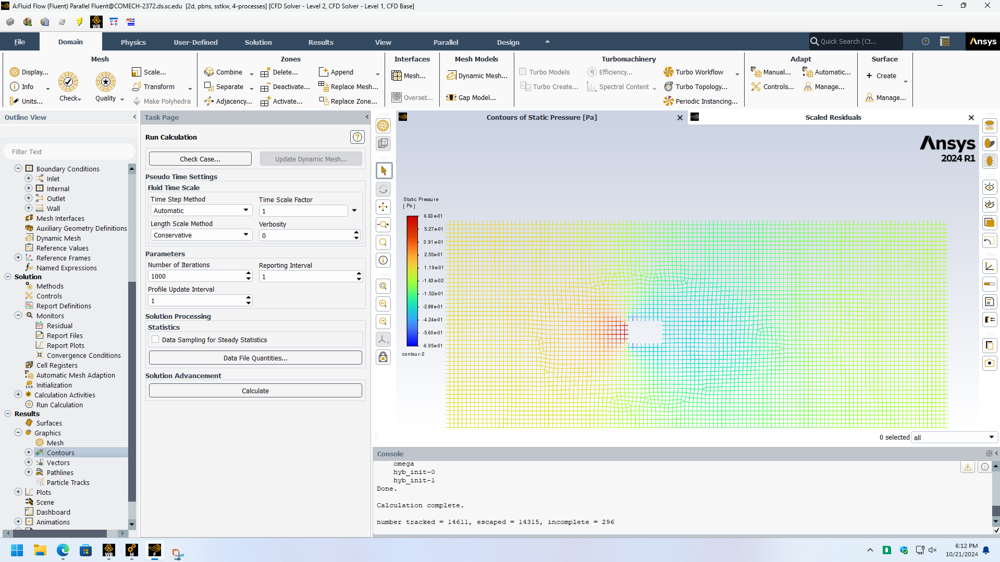 A:Fluid Flow (Fluent) Parallel Fluent@COMECH-2372.ds.sc.edu [2d, pbns, sstkw, 4-processes] [CFD Solver - Level 2, CFD Solver - Level 1, CFD Base]
WB
File
Domain
Physics
User-Defined
Solution
Results
View
Parallel
Design
Quick Search (Ct...
Ansys
Mesh
Display...
Info
Units...
Check
Quality
Scale...
Transform
Make Polyhedra
Zones
Combine
Separate
Adjacency...
Delete...
Deactivate...
Activate...
Append
Replace Mesh...
Replace Zone...
Interfaces
Mesh...
Overset...
Mesh Models
Dynamic Mesh...
Gap Model...
Turbomachinery
Turbo Models
Turbo Create...
Efficiency...
Spectral Content
Turbo Workflow
Turbo Topology...
Periodic Instancing...
Adapt
Manual...
Controls...
Automatic...
Manage...
Surface
Create
Manage...
Outline View
Filter Text
Boundary Conditions
Inlet
Internal
Outlet
Wall
Mesh Interfaces
Auxiliary Geometry Definitions
Dynamic Mesh
Reference Values
Reference Frames
Named Expressions
Solution
Methods
Controls
Report Definitions
Monitors
Residual
Report Files
Report Plots
Convergence Conditions
Cell Registers
Automatic Mesh Adaption
Initialization
Calculation Activities
Run Calculation
Results
Surfaces
Graphics
Mesh
Contours
Vectors
Pathlines
Particle Tracks
Plots
Scene
Dashboard
Animations
Task Page
Run Calculation
Check Case...
Update Dynamic Mesh...
Pseudo Time Settings
Fluid Time Scale
Time Step Method
Time Scale Factor
Automatic
1
Length Scale Method
Verbosity
Conservative
0
Parameters
Number of Iterations
Reporting Interval
1000
1
Profile Update Interval
1
Solution Processing
Statistics
Data Sampling for Steady Statistics
Data File Quantities...
Solution Advancement
Calculate
Contours of Static Pressure [Pa]
Scaled Residuals
Ansys
2024 R1
Static Pressure
[ Pa ]
6.63e-01
5.27e-01
3.91e-01
2.55e-01
1.19e-01
-1.63e-02
-1.52e-01
-2.88e-01
-4.24e-01
-5.60e-01
-6.95e-01
contour-2
0 selected
all
Console
omega
hyb_init-0
hyb_init-1
Done.
Calculation complete.
number tracked = 14611, escaped = 14315, incomplete = 296
WB
M
F
6:12 PM
10/21/2024